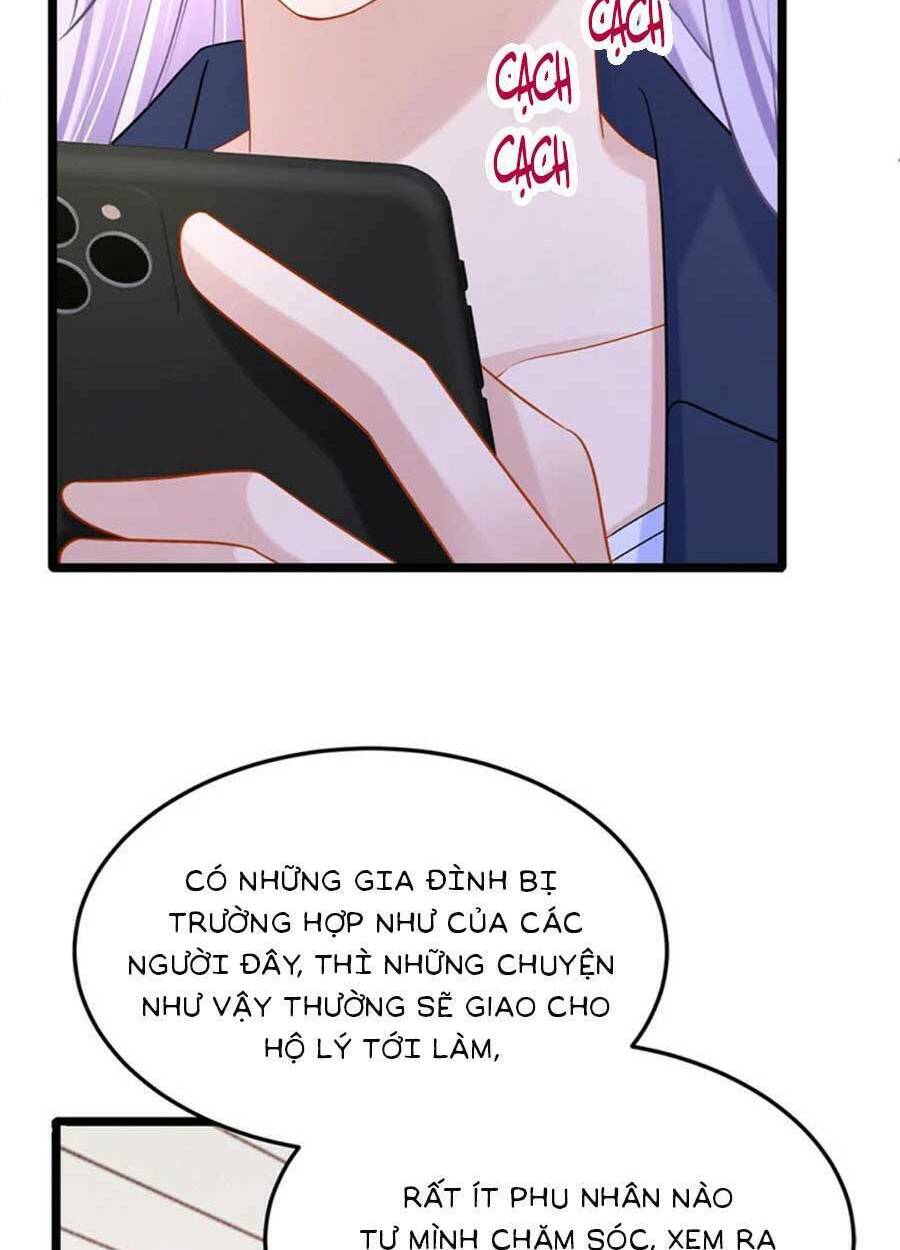 CẠCH
CẠCH
CẠCH
CÓ NHỮNG GIA ĐÌNH BỊ
TRƯỜNG HỢP NHƯ CỦA CÁC
NGƯỜI ĐÂY, THÌ NHỮNG CHUYỆN
NHƯ VẬY THƯỜNG SẼ GIAO CHO
HỘ LÝ TỚI LÀM,
RẤT ÍT PHU NHÂN NÀO
TỰ MÌNH CHĂM SÓC, XEM RA